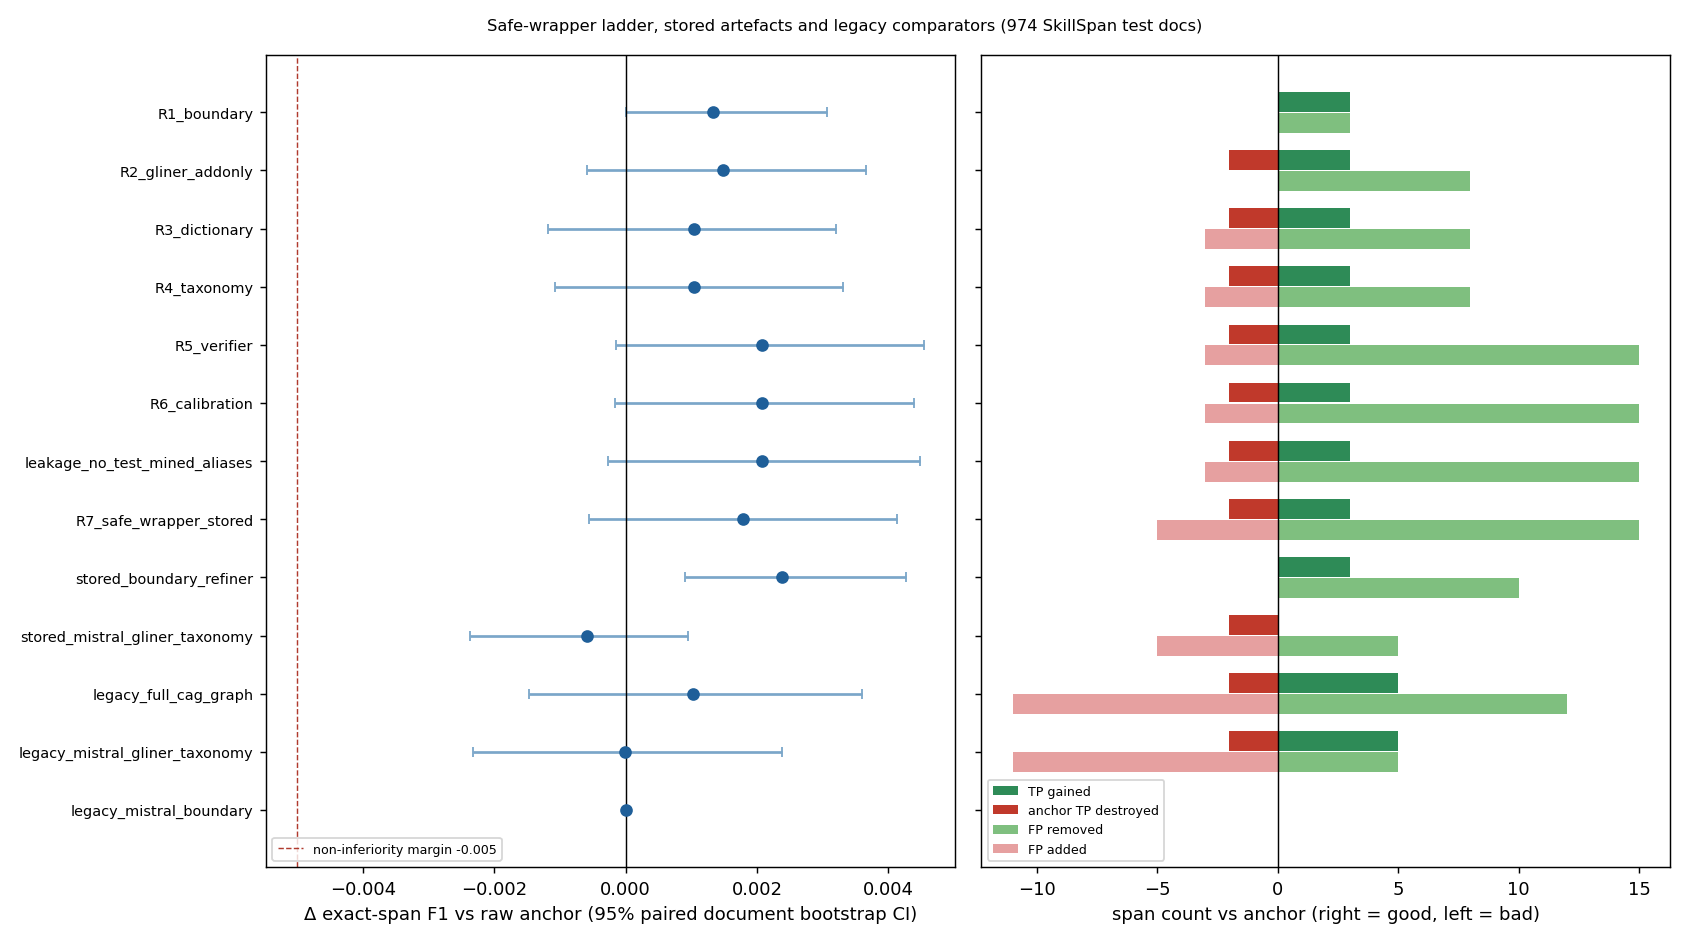 Safe-wrapper ladder, stored artefacts and legacy comparators (974 SkillSpan test docs)
R1_boundary
R2_gliner_addonly
R3_dictionary
R4_taxonomy
R5_verifier
R6_calibration
leakage_no_test_mined_aliases
R7_safe_wrapper_stored
stored_boundary_refiner
stored_mistral_gliner_taxonomy
legacy_full_cag_graph
legacy_mistral_gliner_taxonomy
legacy_mistral_boundary
non-inferiority margin -0.005
−0.004 −0.002 0.000 0.002 0.004
Δ exact-span F1 vs raw anchor (95% paired document bootstrap CI)
TP gained
anchor TP destroyed
FP removed
FP added
−10 −5 0 5 10 15
span count vs anchor (right = good, left = bad)